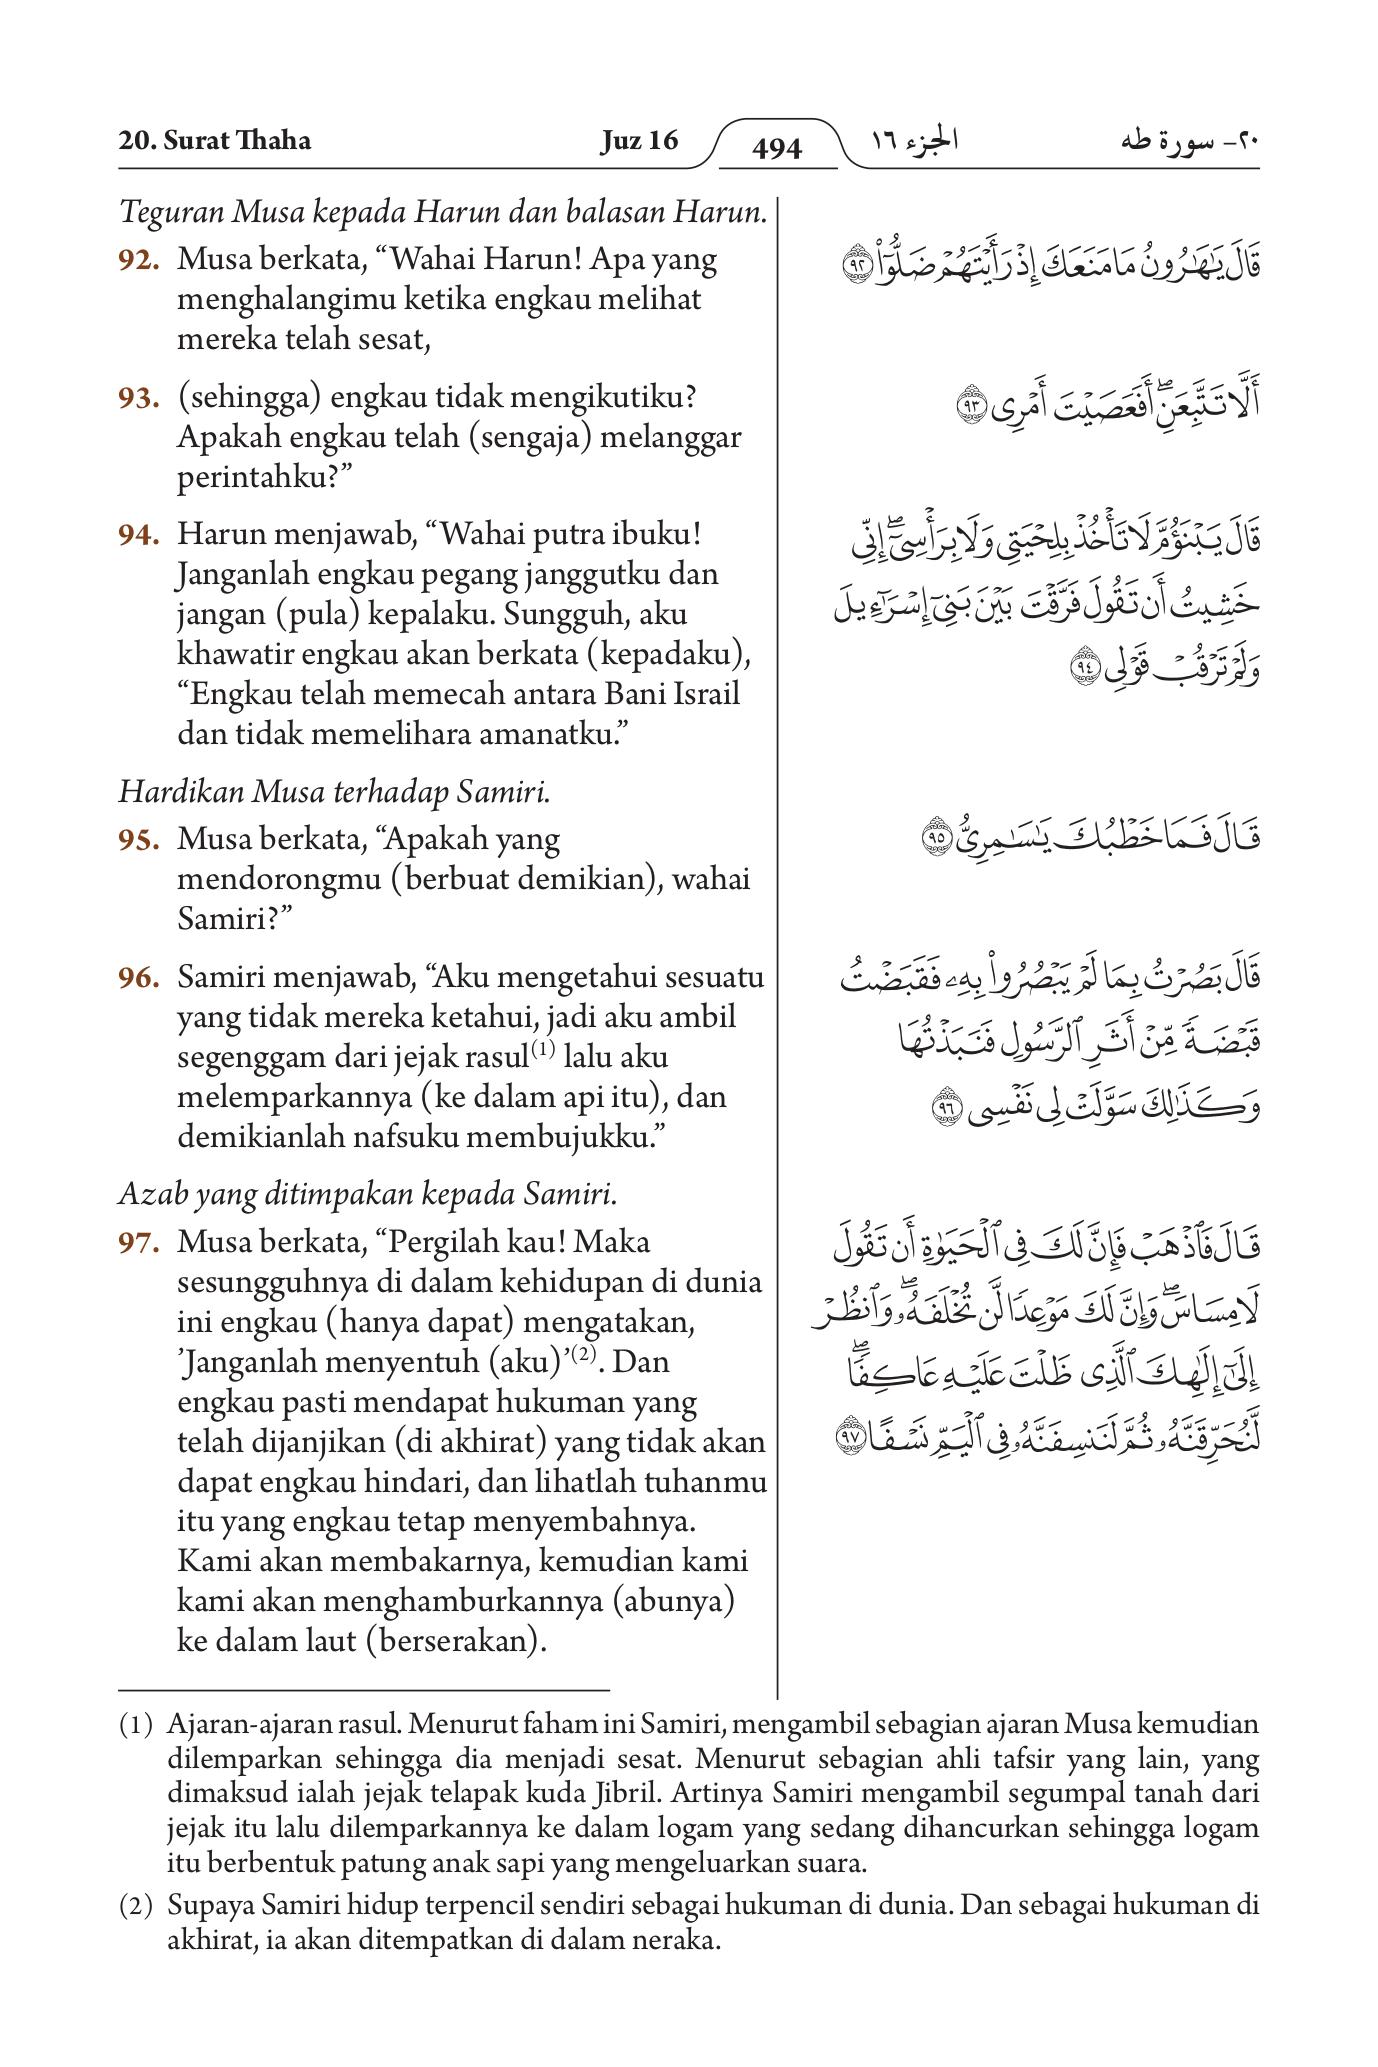 20. Surat Thaha
Juz 16
494
الجزء ١٦
٢٠- سورة طه
Teguran Musa kepada Harun dan balasan Harun.
92. Musa berkata, “Wahai Harun! Apa yang
menghalangimu ketika engkau melihat
mereka telah sesat,
93. (sehingga) engkau tidak mengikutiku?
Apakah engkau telah (sengaja) melanggar
perintahku?”
94. Harun menjawab, “Wahai putra ibuku!
Janganlah engkau pegang janggutku dan
jangan (pula) kepalaku. Sungguh, aku
khawatir engkau akan berkata (kepadaku),
“Engkau telah memecah antara Bani Israil
dan tidak memelihara amanatku.”
Hardikan Musa terhadap Samiri.
95. Musa berkata, “Apakah yang
mendorongmu (berbuat demikian), wahai
Samiri?”
96. Samiri menjawab, “Aku mengetahui sesuatu
yang tidak mereka ketahui, jadi aku ambil
segenggam dari jejak rasul(1) lalu aku
melemparkannya (ke dalam api itu), dan
demikianlah nafsuku membujukku.”
Azab yang ditimpakan kepada Samiri.
97. Musa berkata, “Pergilah kau! Maka
sesungguhnya di dalam kehidupan di dunia
ini engkau (hanya dapat) mengatakan,
’Janganlah menyentuh (aku)’(2). Dan
engkau pasti mendapat hukuman yang
telah dijanjikan (di akhirat) yang tidak akan
dapat engkau hindari, dan lihatlah tuhanmu
itu yang engkau tetap menyembahnya.
Kami akan membakarnya, kemudian kami
kami akan menghamburkannya (abunya)
ke dalam laut (berserakan).
قَالَ يَٰهَٰرُونُ مَا مَنَعَكَ إِذْ رَأَيْتَهُمْ ضَلُّوٓا۟ ٩٢
أَلَّا تَتَّبِعَنِۖ أَفَعَصَيْتَ أَمْرِى ٩٣
قَالَ يَبْنَؤُمَّ لَا تَأْخُذْ بِلِحْيَتِى وَلَا بِرَأْسِىٓۖ إِنِّى
خَشِيتُ أَن تَقُولَ فَرَّقْتَ بَيْنَ بَنِىٓ إِسْرَٰٓءِيلَ
وَلَمْ تَرْقُبْ قَوْلِى ٩٤
قَالَ فَمَا خَطْبُكَ يَٰسَٰمِرِىُّ ٩٥
قَالَ بَصُرْتُ بِمَا لَمْ يَبْصُرُوا۟ بِهِۦ فَقَبَضْتُ
قَبْضَةً مِّنْ أَثَرِ ٱلرَّسُولِ فَنَبَذْتُهَا
وَكَذَٰلِكَ سَوَّلَتْ لِى نَفْسِى ٩٦
قَالَ فَٱذْهَبْ فَإِنَّ لَكَ فِى ٱلْحَيَوٰةِ أَن تَقُولَ
لَا مِسَاسَۖ وَإِنَّ لَكَ مَوْعِدًا لَّن تُخْلَفَهُۥۖ وَٱنظُرْ
إِلَىٰٓ إِلَٰهِكَ ٱلَّذِى ظَلْتَ عَلَيْهِ عَاكِفًاۖ
لَّنُحَرِّقَنَّهُۥ ثُمَّ لَنَنسِفَنَّهُۥ فِى ٱلْيَمِّ نَسْفًا ٩٧
(1) Ajaran-ajaran rasul. Menurut faham ini Samiri, mengambil sebagian ajaran Musa kemudian
dilemparkan sehingga dia menjadi sesat. Menurut sebagian ahli tafsir yang lain, yang
dimaksud ialah jejak telapak kuda Jibril. Artinya Samiri mengambil segumpal tanah dari
jejak itu lalu dilemparkannya ke dalam logam yang sedang dihancurkan sehingga logam
itu berbentuk patung anak sapi yang mengeluarkan suara.
(2) Supaya Samiri hidup terpencil sendiri sebagai hukuman di dunia. Dan sebagai hukuman di
akhirat, ia akan ditempatkan di dalam neraka.